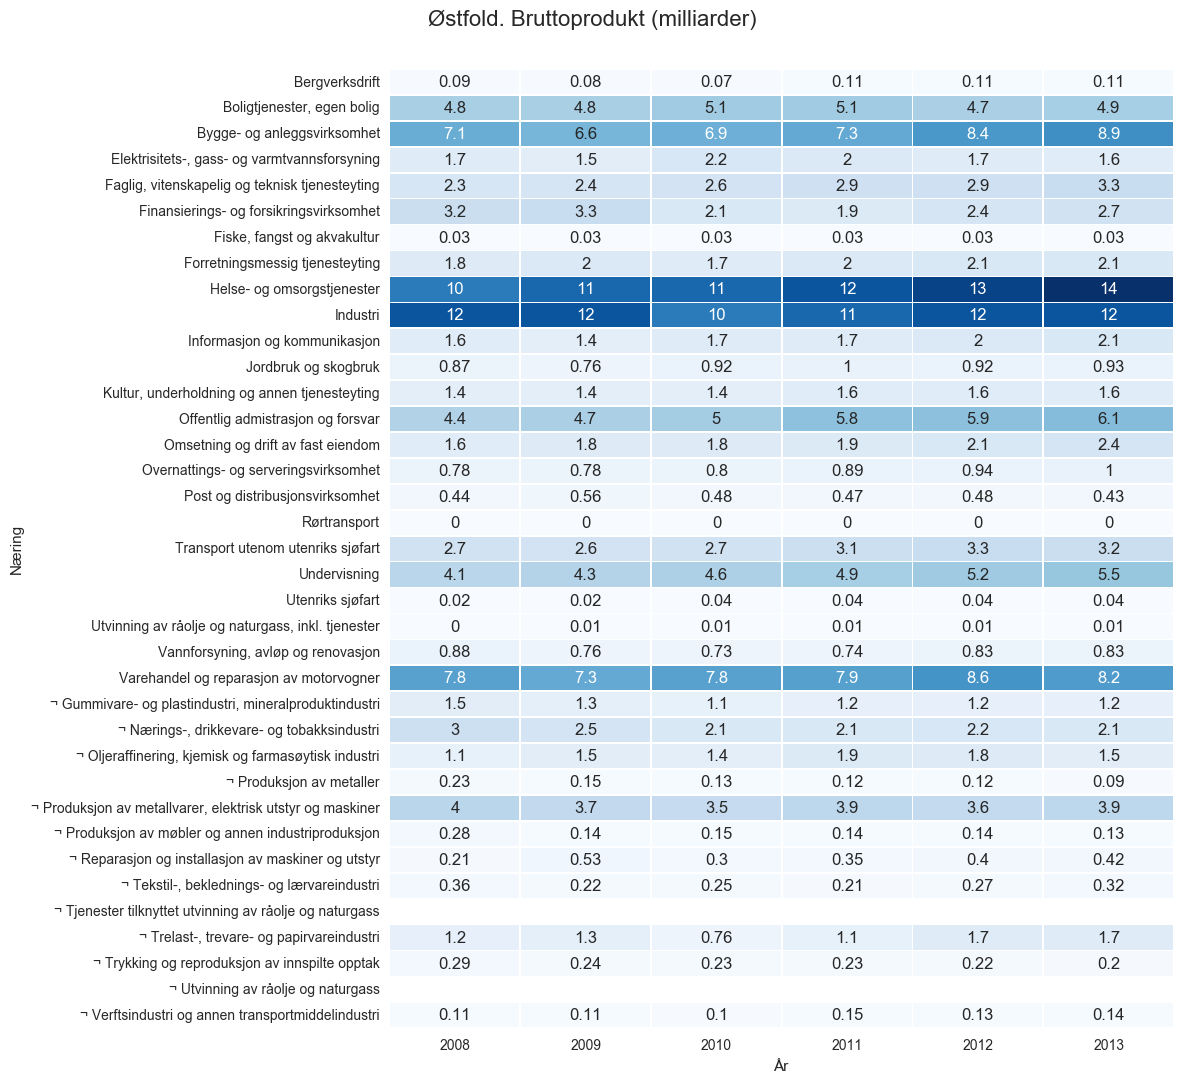 Østfold. Bruttoprodukt (milliarder)
Bergverksdrift 0.09 0.08 0.07 0.11 0.11 0.11
Boligtjenester, egen bolig 4.8 4.8 5.1 5.1 4.7 4.9
Bygge- og anleggsvirksomhet 7.1 6.6 6.9 7.3 8.4 8.9
Elektrisitets-, gass- og varmtvannsforsyning 1.7 1.5 2.2 2 1.7 1.6
Faglig, vitenskapelig og teknisk tjenesteyting 2.3 2.4 2.6 2.9 2.9 3.3
Finansierings- og forsikringsvirksomhet 3.2 3.3 2.1 1.9 2.4 2.7
Fiske, fangst og akvakultur 0.03 0.03 0.03 0.03 0.03 0.03
Forretningsmessig tjenesteyting 1.8 2 1.7 2 2.1 2.1
Helse- og omsorgstjenester 10 11 11 12 13 14
Industri 12 12 10 11 12 12
Informasjon og kommunikasjon 1.6 1.4 1.7 1.7 2 2.1
Jordbruk og skogbruk 0.87 0.76 0.92 1 0.92 0.93
Kultur, underholdning og annen tjenesteyting 1.4 1.4 1.4 1.6 1.6 1.6
Offentlig admistrasjon og forsvar 4.4 4.7 5 5.8 5.9 6.1
Omsetning og drift av fast eiendom 1.6 1.8 1.8 1.9 2.1 2.4
Overnattings- og serveringsvirksomhet 0.78 0.78 0.8 0.89 0.94 1
Post og distribusjonsvirksomhet 0.44 0.56 0.48 0.47 0.48 0.43
Rørtransport 0 0 0 0 0 0
Transport utenom utenriks sjøfart 2.7 2.6 2.7 3.1 3.3 3.2
Undervisning 4.1 4.3 4.6 4.9 5.2 5.5
Utenriks sjøfart 0.02 0.02 0.04 0.04 0.04 0.04
Utvinning av råolje og naturgass, inkl. tjenester 0 0.01 0.01 0.01 0.01 0.01
Vannforsyning, avløp og renovasjon 0.88 0.76 0.73 0.74 0.83 0.83
Varehandel og reparasjon av motorvogner 7.8 7.3 7.8 7.9 8.6 8.2
¬ Gummivare- og plastindustri, mineralproduktindustri 1.5 1.3 1.1 1.2 1.2 1.2
¬ Nærings-, drikkevare- og tobakksindustri 3 2.5 2.1 2.1 2.2 2.1
¬ Oljeraffinering, kjemisk og farmasøytisk industri 1.1 1.5 1.4 1.9 1.8 1.5
¬ Produksjon av metaller 0.23 0.15 0.13 0.12 0.12 0.09
¬ Produksjon av metallvarer, elektrisk utstyr og maskiner 4 3.7 3.5 3.9 3.6 3.9
¬ Produksjon av møbler og annen industriproduksjon 0.28 0.14 0.15 0.14 0.14 0.13
¬ Reparasjon og installasjon av maskiner og utstyr 0.21 0.53 0.3 0.35 0.4 0.42
¬ Tekstil-, beklednings- og lærvareindustri 0.36 0.22 0.25 0.21 0.27 0.32
¬ Tjenester tilknyttet utvinning av råolje og naturgass
¬ Trelast-, trevare- og papirvareindustri 1.2 1.3 0.76 1.1 1.7 1.7
¬ Trykking og reproduksjon av innspilte opptak 0.29 0.24 0.23 0.23 0.22 0.2
¬ Utvinning av råolje og naturgass
¬ Verftsindustri og annen transportmiddelindustri 0.11 0.11 0.1 0.15 0.13 0.14
2008 2009 2010 2011 2012 2013
År
Næring